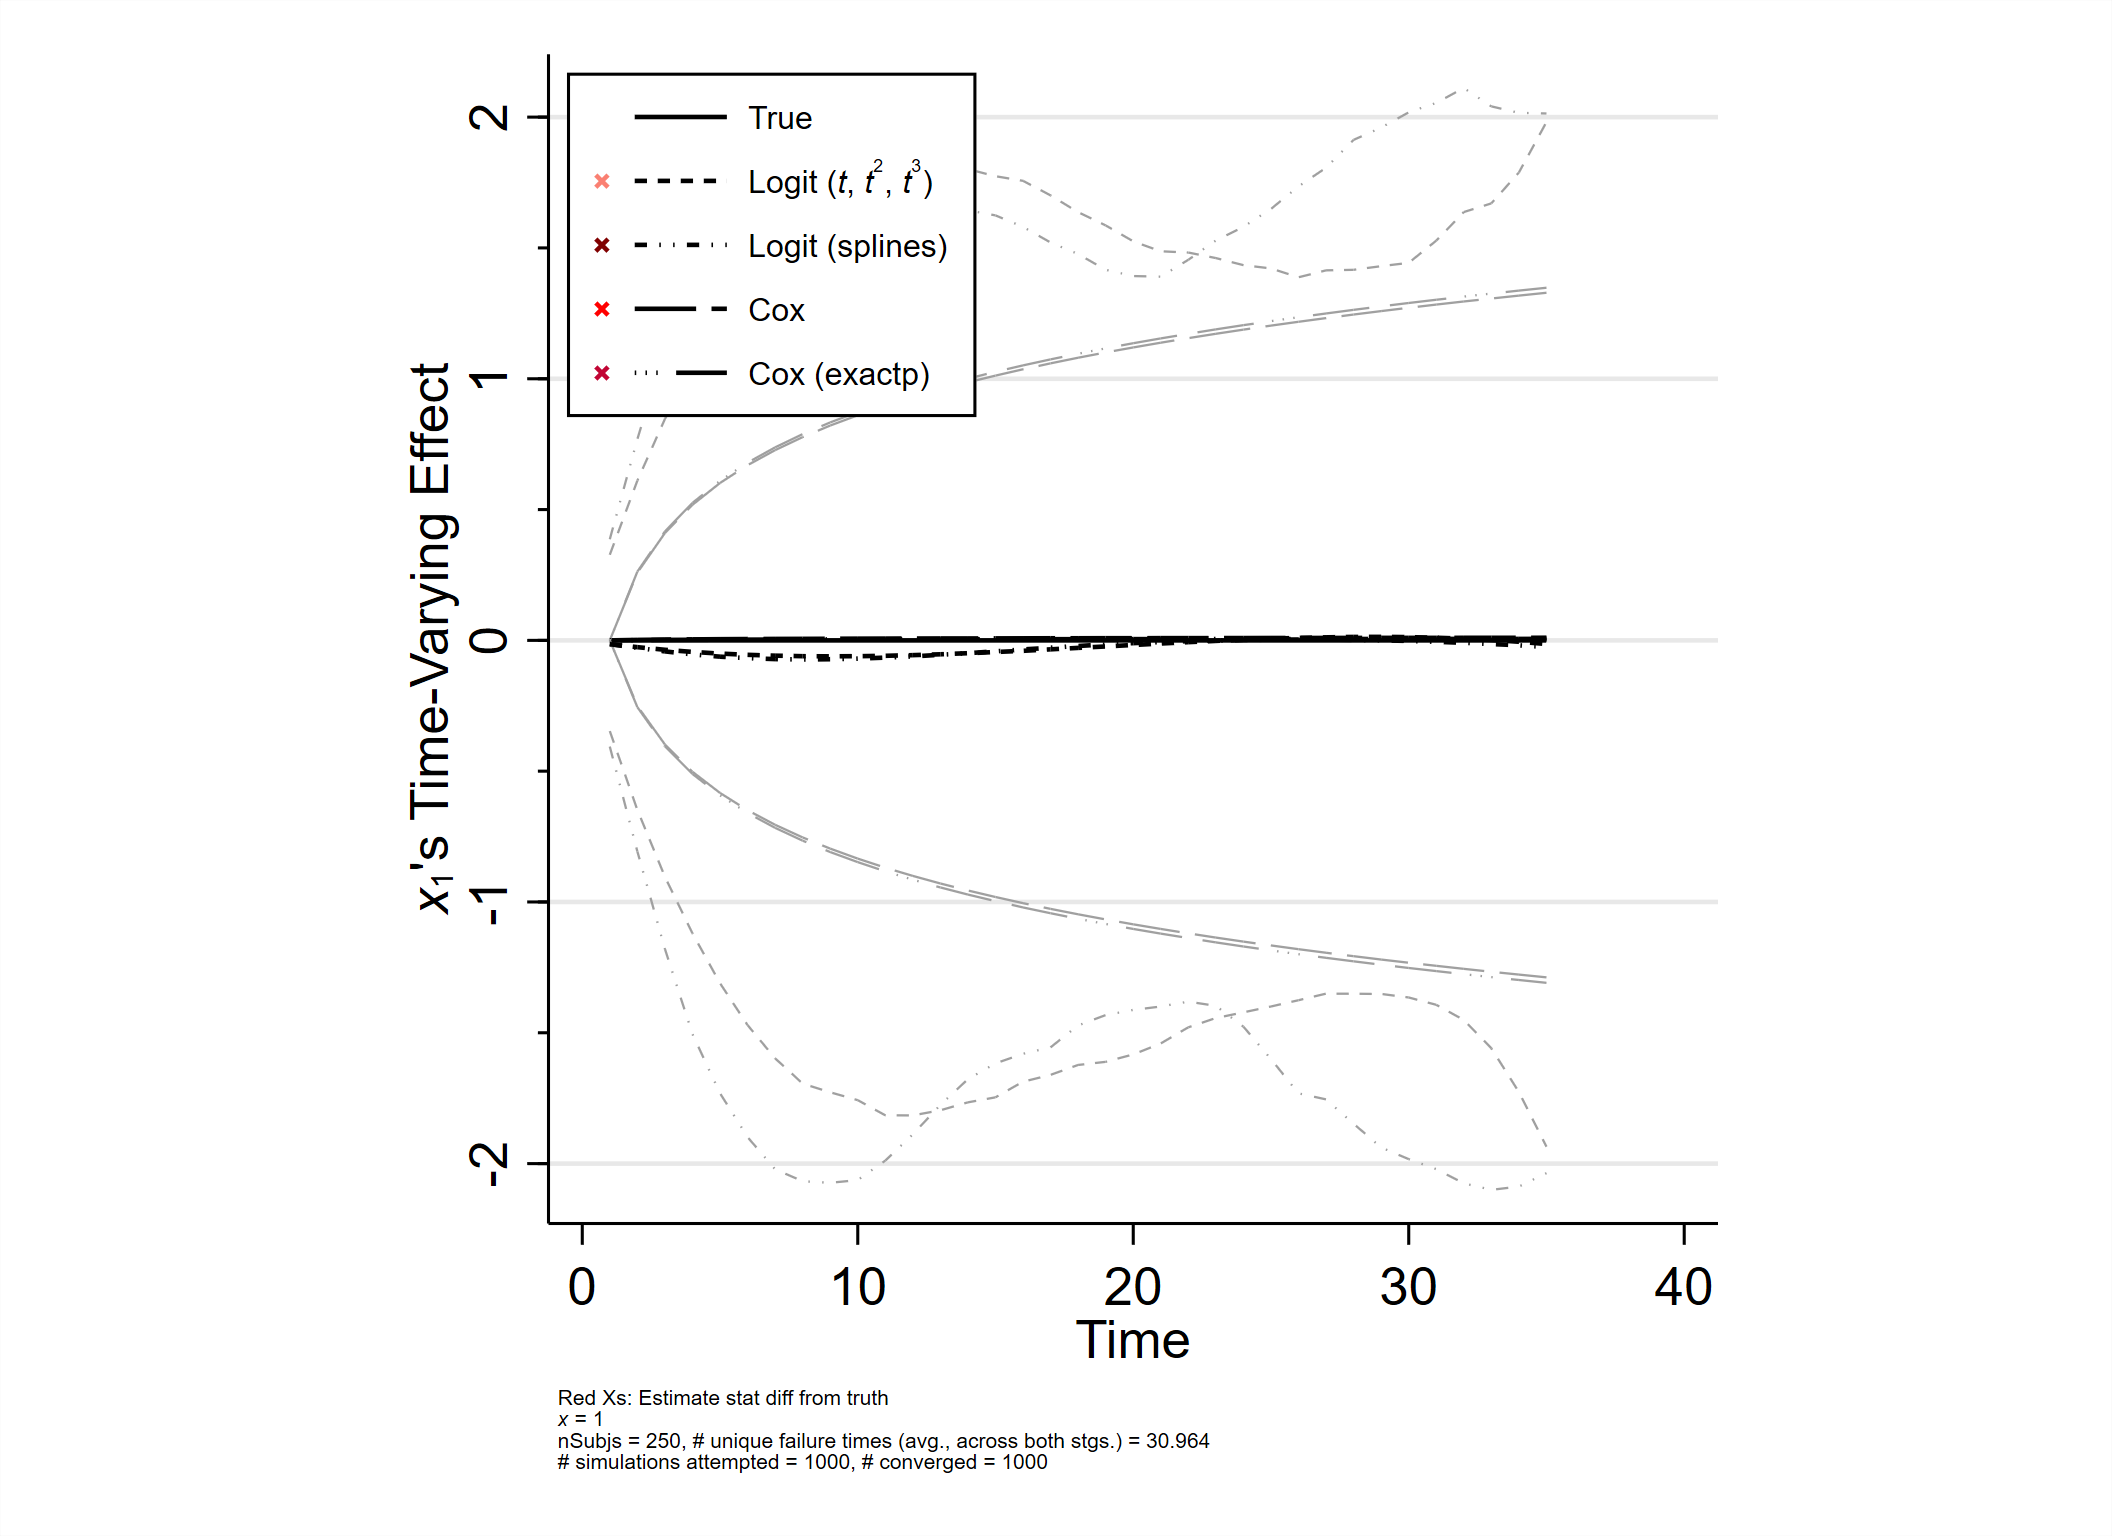 True
Logit (t, t², t³)
Logit (splines)
Cox
Cox (exactp)
x₁'s Time-Varying Effect
2
1
0
-1
-2
0 10 20 30 40
Time
Red Xs: Estimate stat diff from truth
x = 1
nSubjs = 250, # unique failure times (avg., across both stgs.) = 30.964
# simulations attempted = 1000, # converged = 1000